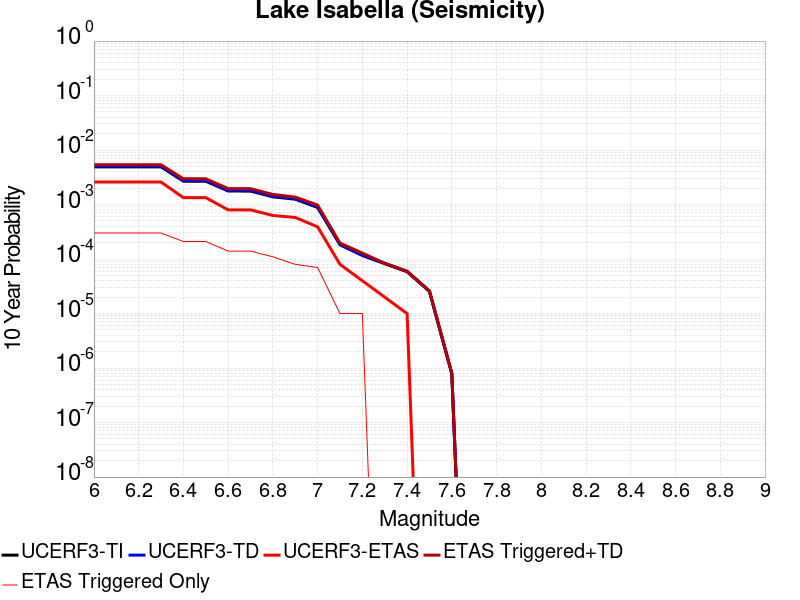 Lake Isabella (Seismicity)
10^0
10^-1
10^-2
10^-3
10^-4
10^-5
10^-6
10^-7
10^-8
10 Year Probability
6 6.2 6.4 6.6 6.8 7 7.2 7.4 7.6 7.8 8 8.2 8.4 8.6 8.8 9
Magnitude
UCERF3-TI UCERF3-TD UCERF3-ETAS ETAS Triggered+TD
ETAS Triggered Only